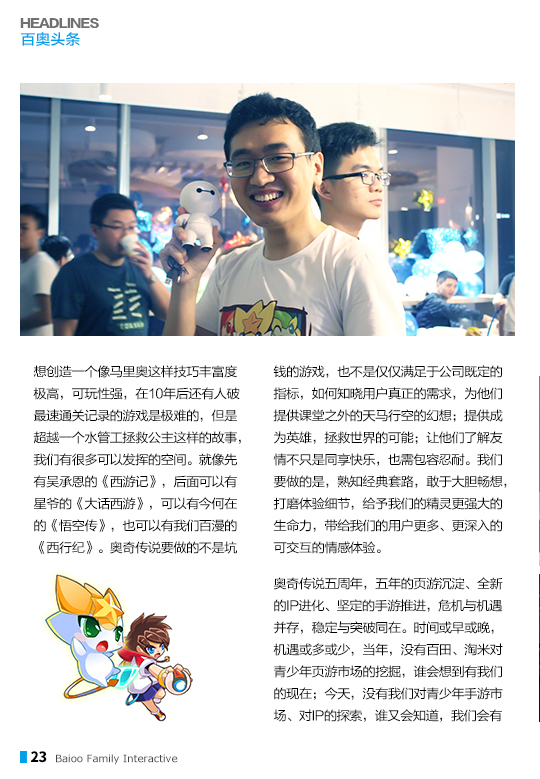 HEADLINES
百奥头条
想创造一个像马里奥这样技巧丰富度
极高，可玩性强，在10年后还有人破
最速通关记录的游戏是极难的，但是
超越一个水管工拯救公主这样的故事，
我们有很多可以发挥的空间。就像先
有吴承恩的《西游记》，后面可以有
星爷的《大话西游》，可以有今何在
的《悟空传》，也可以有我们百漫的
《西行纪》。奥奇传说要做的不是坑
钱的游戏，也不是仅仅满足于公司既定的
指标，如何知晓用户真正的需求，为他们
提供课堂之外的天马行空的幻想；提供成
为英雄，拯救世界的可能；让他们了解友
情不只是同享快乐，也需包容忍耐。我们
要做的是，熟知经典套路，敢于大胆畅想，
打磨体验细节，给予我们的精灵更强大的
生命力，带给我们的用户更多、更深入的
可交互的情感体验。
奥奇传说五周年，五年的页游沉淀、全新
的IP进化、坚定的手游推进，危机与机遇
并存，稳定与突破同在。时间或早或晚，
机遇或多或少，当年，没有百田、淘米对
青少年页游市场的挖掘，谁会想到有我们
的现在；今天，没有我们对青少年手游市
场、对IP的探索，谁又会知道，我们会有
23 Baioo Family Interactive